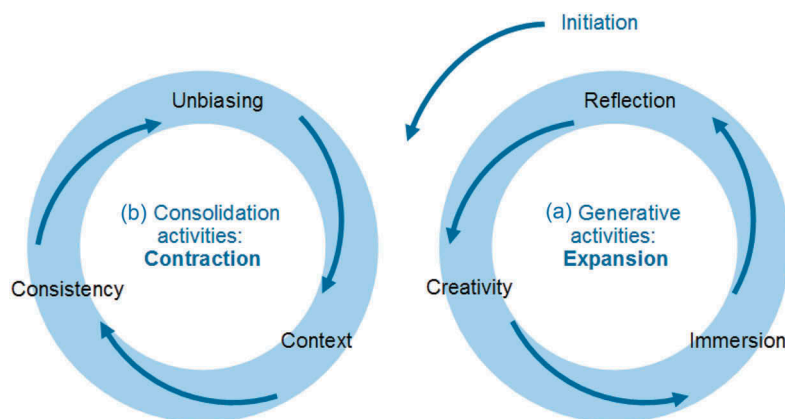 Initiation
Unbiasing
(b) Consolidation
activities:
Contraction
Consistency
Context
Reflection
(a) Generative
activities:
Expansion
Creativity
Immersion